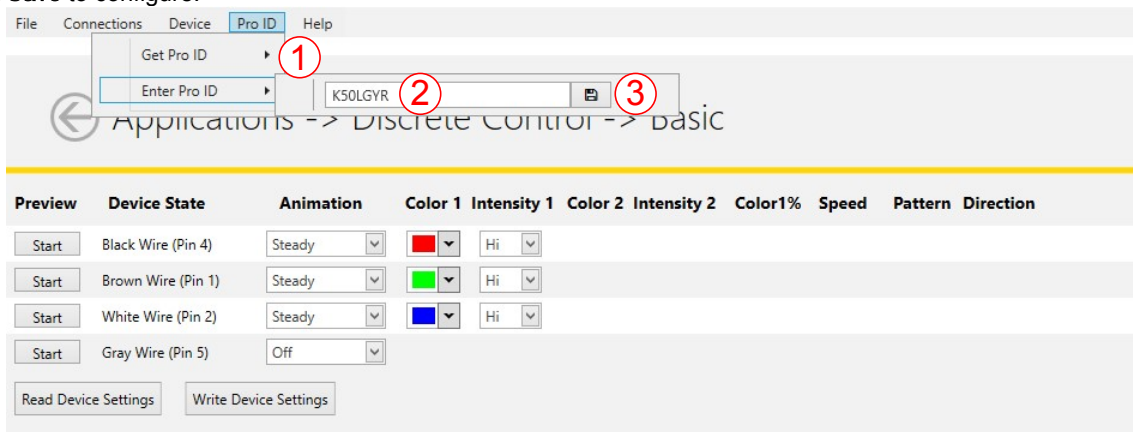 Save to configure.
File Connections Device Pro ID Help
Get Pro ID 1
Enter Pro ID K50LGYR 2 3
Applications -> Discrete Control -> Basic
Preview Device State Animation Color 1 Intensity 1 Color 2 Intensity 2 Color1% Speed Pattern Direction
Start Black Wire (Pin 4) Steady Hi
Start Brown Wire (Pin 1) Steady Hi
Start White Wire (Pin 2) Steady Hi
Start Gray Wire (Pin 5) Off
Read Device Settings Write Device Settings